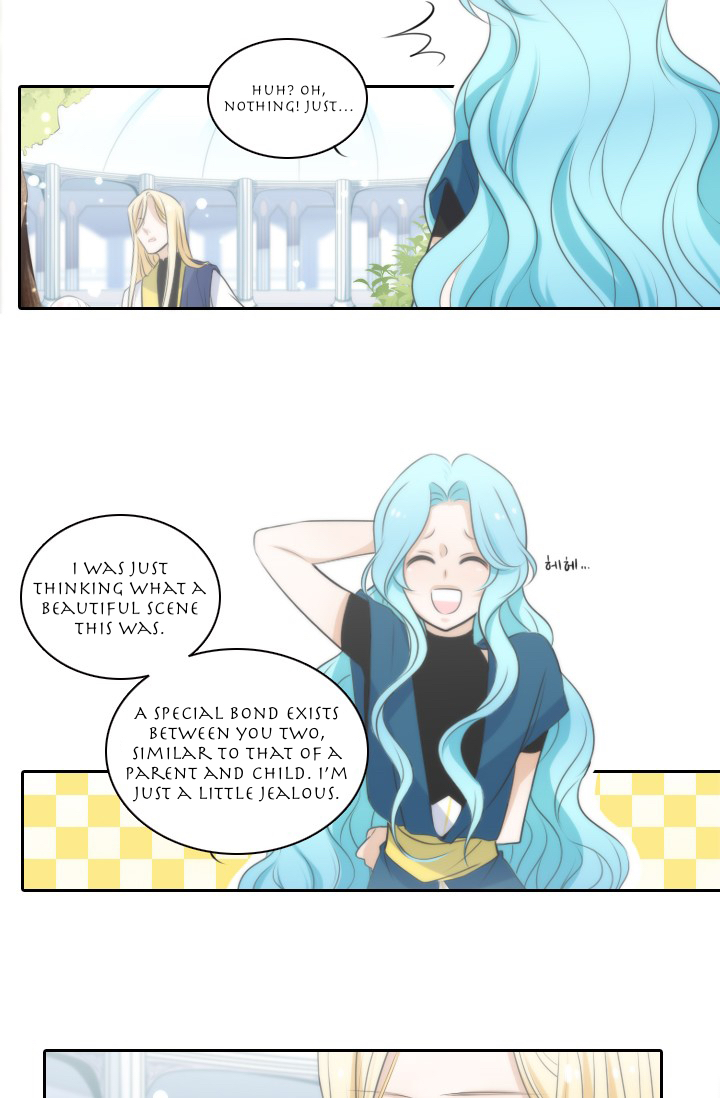 HUH? OH,
NOTHING! JUST...
I WAS JUST
THINKING WHAT A
BEAUTIFUL SCENE
THIS WAS.
헤헤...
A SPECIAL BOND EXISTS
BETWEEN YOU TWO,
SIMILAR TO THAT OF A
PARENT AND CHILD. I'M
JUST A LITTLE JEALOUS.